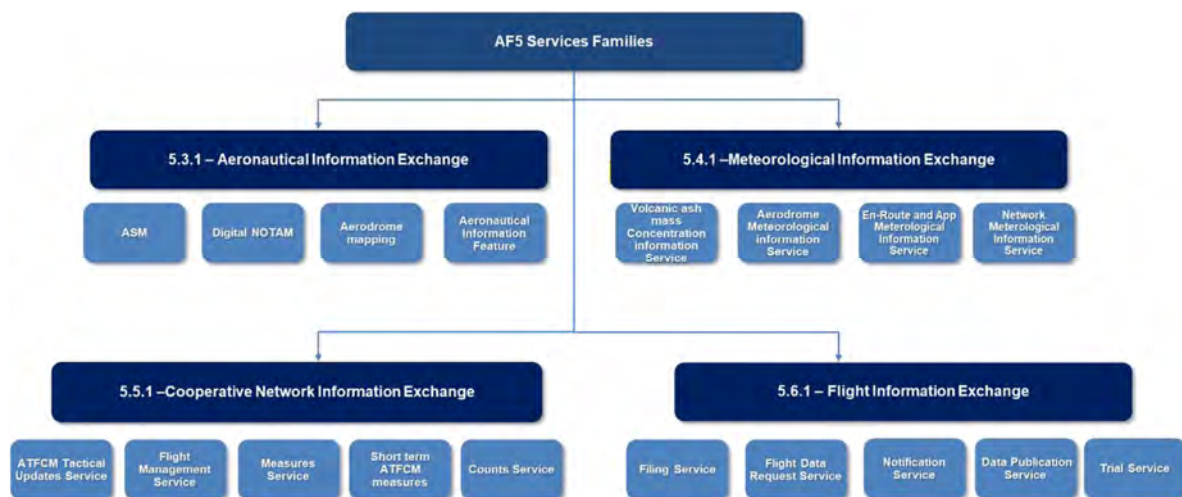 AF5 Services Families
5.3.1 – Aeronautical Information Exchange
5.4.1 –Meteorological Information Exchange
ASM
Digital NOTAM
Aerodrome
mapping
Aeronautical
Information
Feature
Volcanic ash
mass
Concentration
information
Service
Aerodrome
Meteorological
information
Service
En-Route and App
Meterological
Information
Service
Network
Meterological
Information
Service
5.5.1 –Cooperative Network Information Exchange
5.6.1 – Flight Information Exchange
ATFCM Tactical
Updates Service
Flight
Management
Service
Measures
Service
Short term
ATFCM
measures
Counts Service
Filing Service
Flight Data
Request Service
Notification
Service
Data Publication
Service
Trial Service